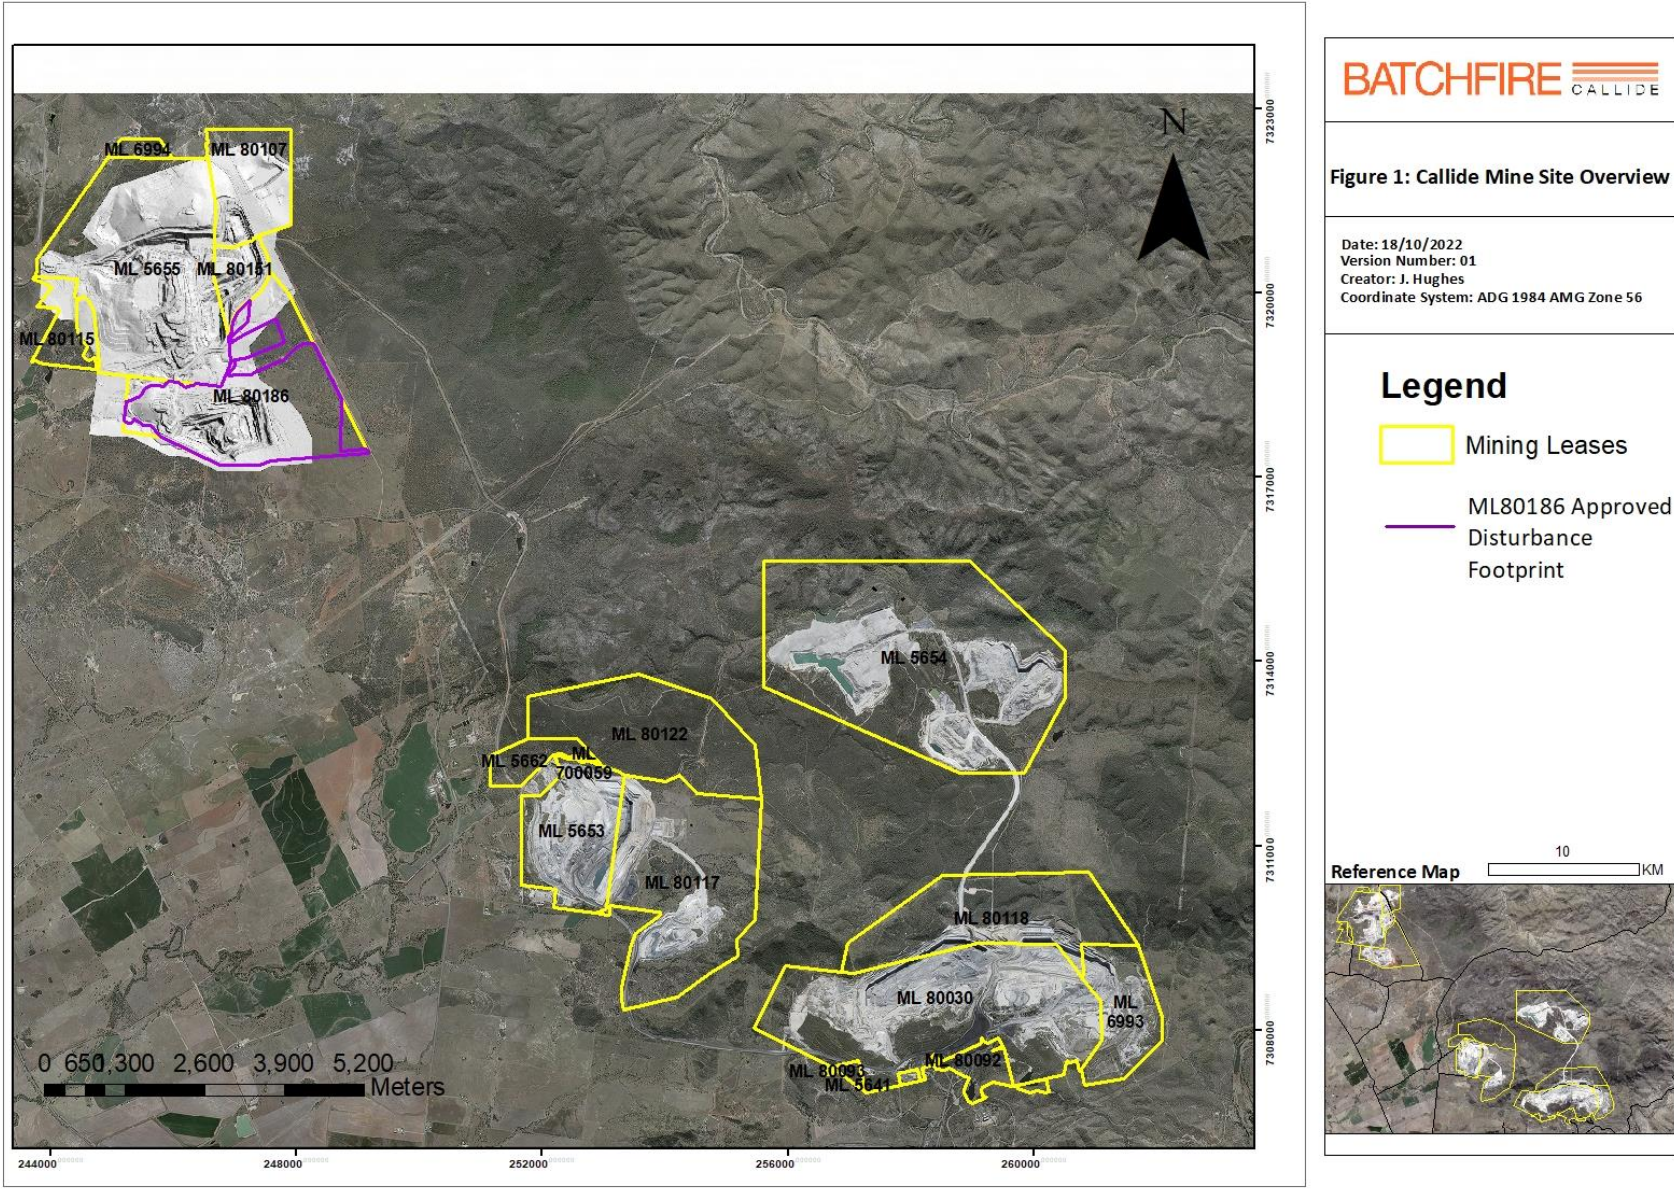 N
ML 6994
ML 80107
ML 5655
ML 80151
ML 80115
ML 80186
ML 5654
ML 80122
ML 5662
ML
700059
ML 5653
ML 80117
ML 80118
ML 80030
ML
6993
ML 80092
ML 80093
ML 5641
0 650 1,300 2,600 3,900 5,200
Meters
244000
248000
252000
256000
260000
7323000
7320000
7317000
7314000
7311000
7308000
BATCHFIRE
CALLIDE
Figure 1: Callide Mine Site Overview
Date: 18/10/2022
Version Number: 01
Creator: J. Hughes
Coordinate System: ADG 1984 AMG Zone 56
Legend
Mining Leases
ML80186 Approved
Disturbance
Footprint
10
Reference Map
KM